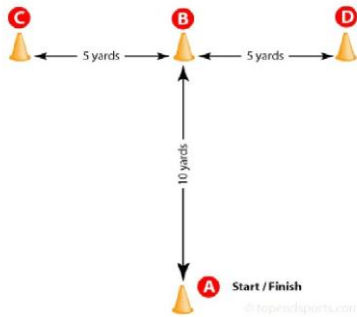 C B D
5 yards 5 yards
10 yards
A Start / Finish
© topendsports.com